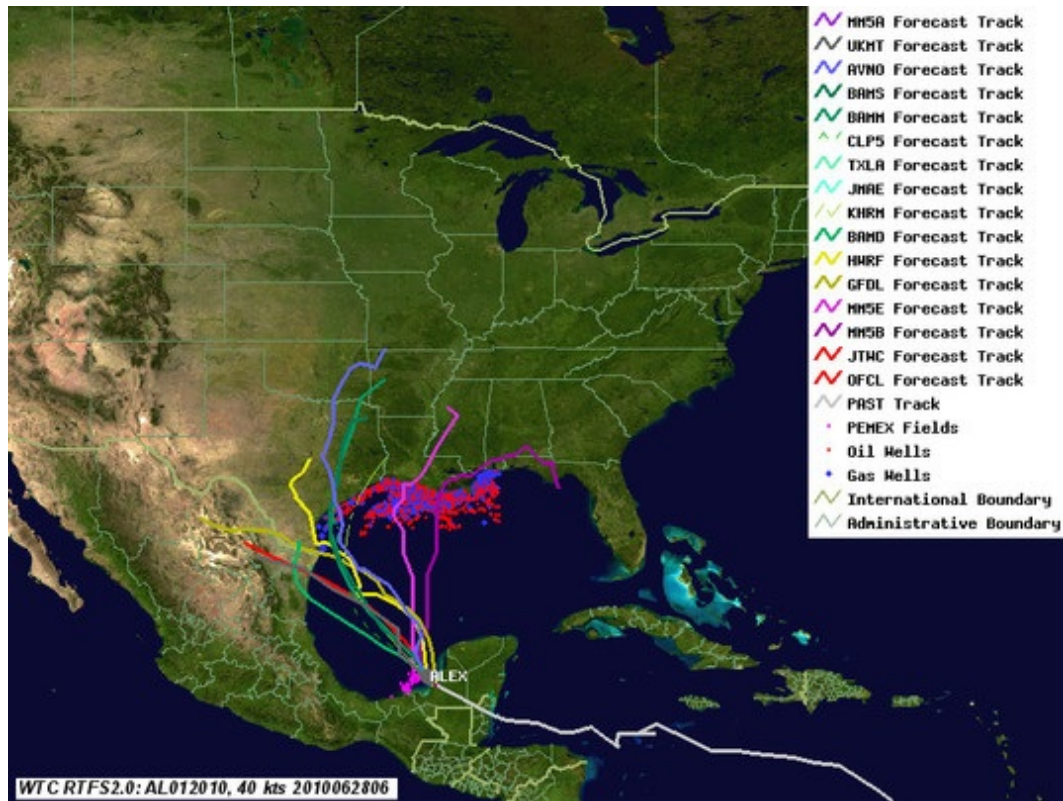 MM5A Forecast Track
UKMT Forecast Track
AVNO Forecast Track
BAMS Forecast Track
BAMM Forecast Track
CLP5 Forecast Track
TXLA Forecast Track
JMAE Forecast Track
KHRM Forecast Track
BAMD Forecast Track
HWRF Forecast Track
GFDL Forecast Track
MM5E Forecast Track
MM5B Forecast Track
JTWC Forecast Track
OFCL Forecast Track
PAST Track
PEMEX Fields
Oil Wells
Gas Wells
International Boundary
Administrative Boundary
ALEX
WTC RTFS2.0: AL012010, 40 kts 2010062806